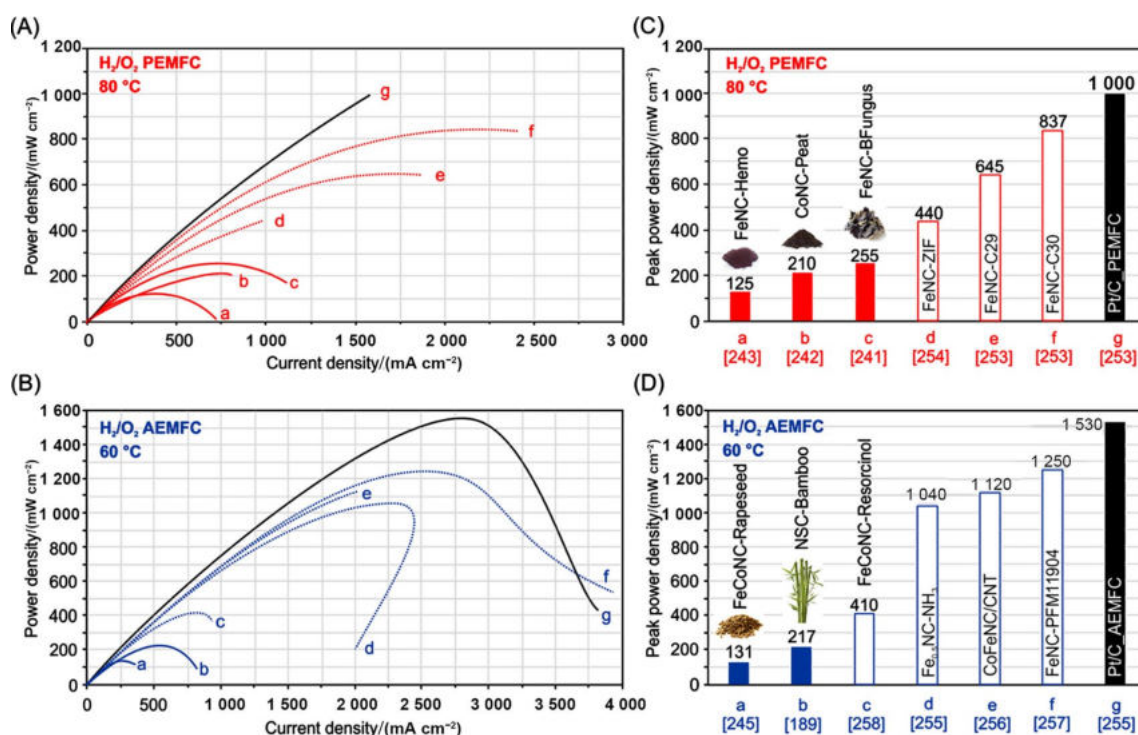 (A)
1 200
1 000
800
600
400
200
0
Power density/(mW cm⁻²)
H₂/O₂ PEMFC
80 °C
g
f
e
d
c
b
a
0
500
1 000
1 500
2 000
2 500
3 000
Current density/(mA cm⁻²)
(C)
1 200
1 000
800
600
400
200
0
Peak power density/(mW cm⁻²)
H₂/O₂ PEMFC
80 °C
FeNC-Hemo
CoNC-Peat
FeNC-BFungus
FeNC-ZIF
FeNC-C29
FeNC-C30
Pt/C_PEMFC
125
210
255
440
645
837
1 000
a b c d e f g
[243] [242] [241] [254] [253] [253] [253]
(B)
1 600
1 400
1 200
1 000
800
600
400
200
0
Power density/(mW cm⁻²)
H₂/O₂ AEMFC
60 °C
e
f
g
c
d
a
b
0
500
1 000
1 500
2 000
2 500
3 000
3 500
4 000
Current density/(mA cm⁻²)
(D)
1 600
1 400
1 200
1 000
800
600
400
200
0
Peak power density/(mW cm⁻²)
H₂/O₂ AEMFC
60 °C
FeCoNC-Rapeseed
NSC-Bamboo
FeCoNC-Resorcinol
CoFeNC/CNT
FeNC-PFM11904
Pt/C_AEMFC
131
217
410
1 040
1 120
1 250
1 530
a b c d e f g
[245] [189] [258] [255] [256] [257] [255]